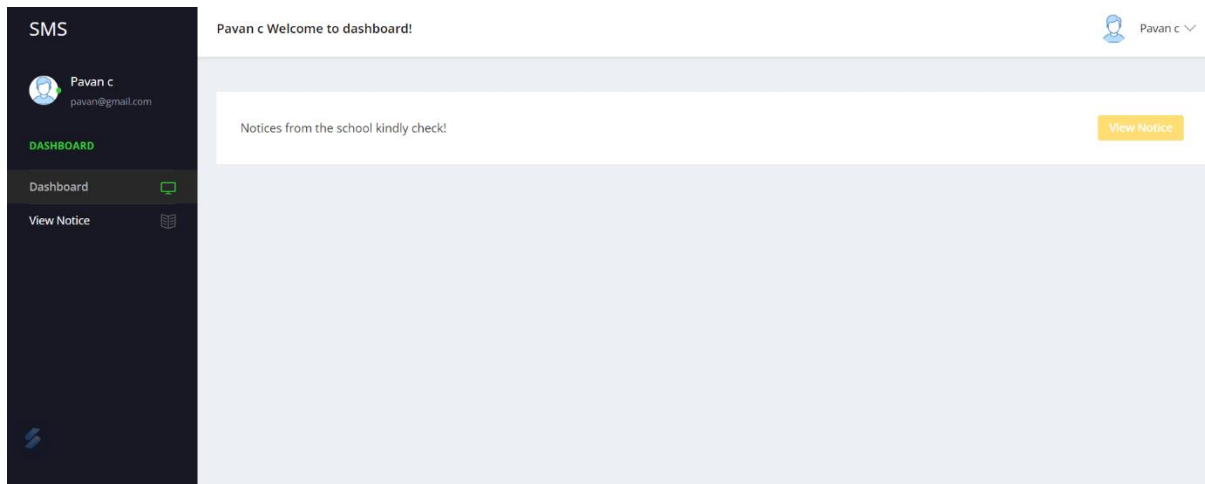 SMS
Pavan c Welcome to dashboard!
Pavan c
Pavan c
pavan@gmail.com
Notices from the school kindly check!
View Notice
DASHBOARD
Dashboard
View Notice